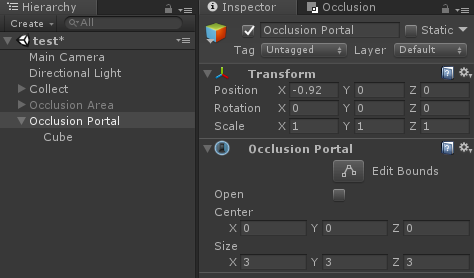 Hierarchy
Create
All
test*
Main Camera
Directional Light
Collect
Occlusion Area
Occlusion Portal
Cube
Inspector
Occlusion
Occlusion Portal
Static
Tag Untagged Layer Default
Transform
Position X -0.92 Y 0 Z 0
Rotation X 0 Y 0 Z 0
Scale X 1 Y 1 Z 1
Occlusion Portal
Edit Bounds
Open
Center
X 0 Y 0 Z 0
Size
X 3 Y 3 Z 3